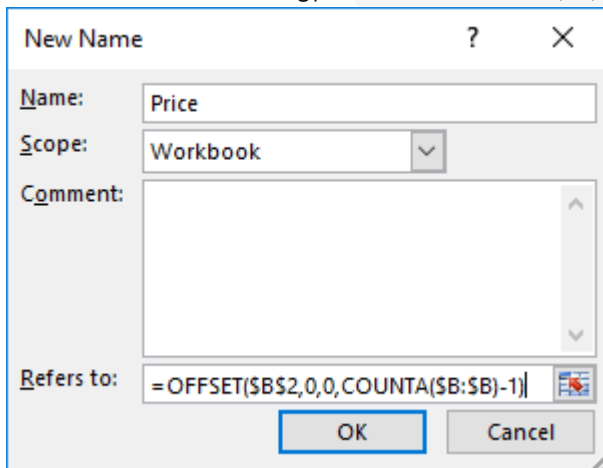 New Name ? ×
Name: Price
Scope: Workbook
Comment:
Refers to: =OFFSET($B$2,0,0,COUNTA($B:$B)-1)
OK Cancel